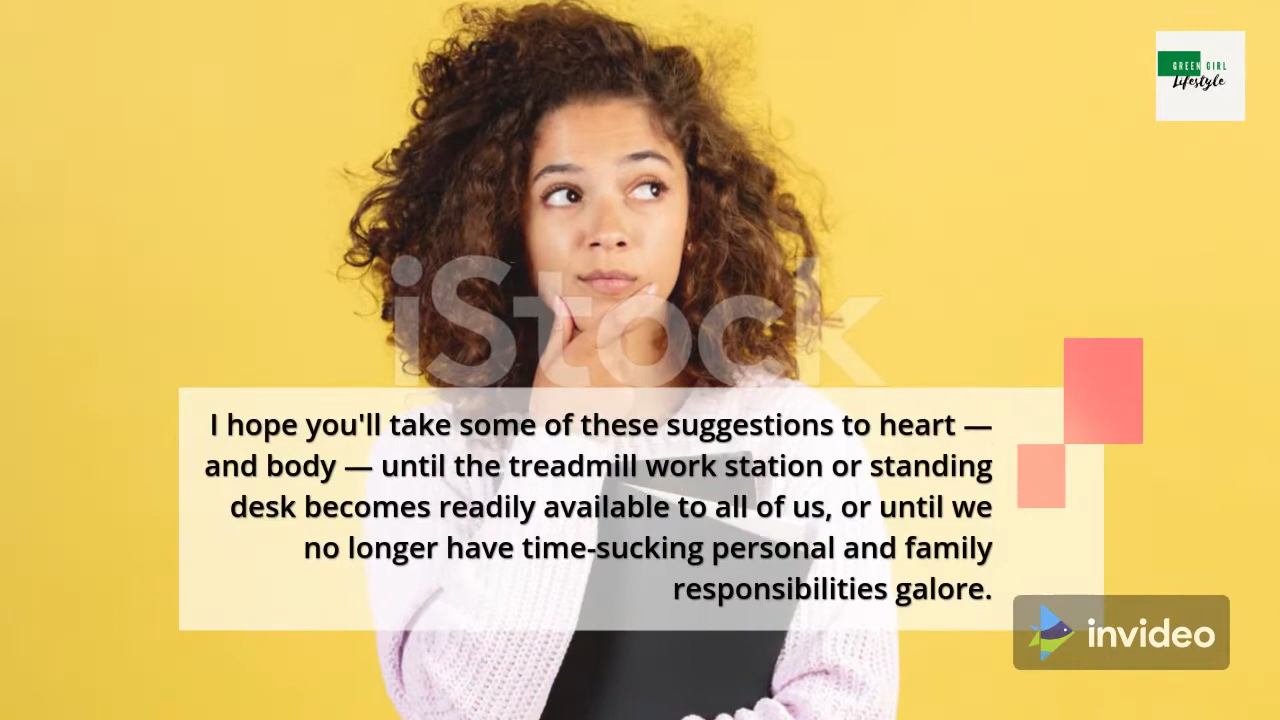 GREEN GIRL
Lifestyle
iStock
I hope you'll take some of these suggestions to heart —
and body — until the treadmill work station or standing
desk becomes readily available to all of us, or until we
no longer have time-sucking personal and family
responsibilities galore.
invideo